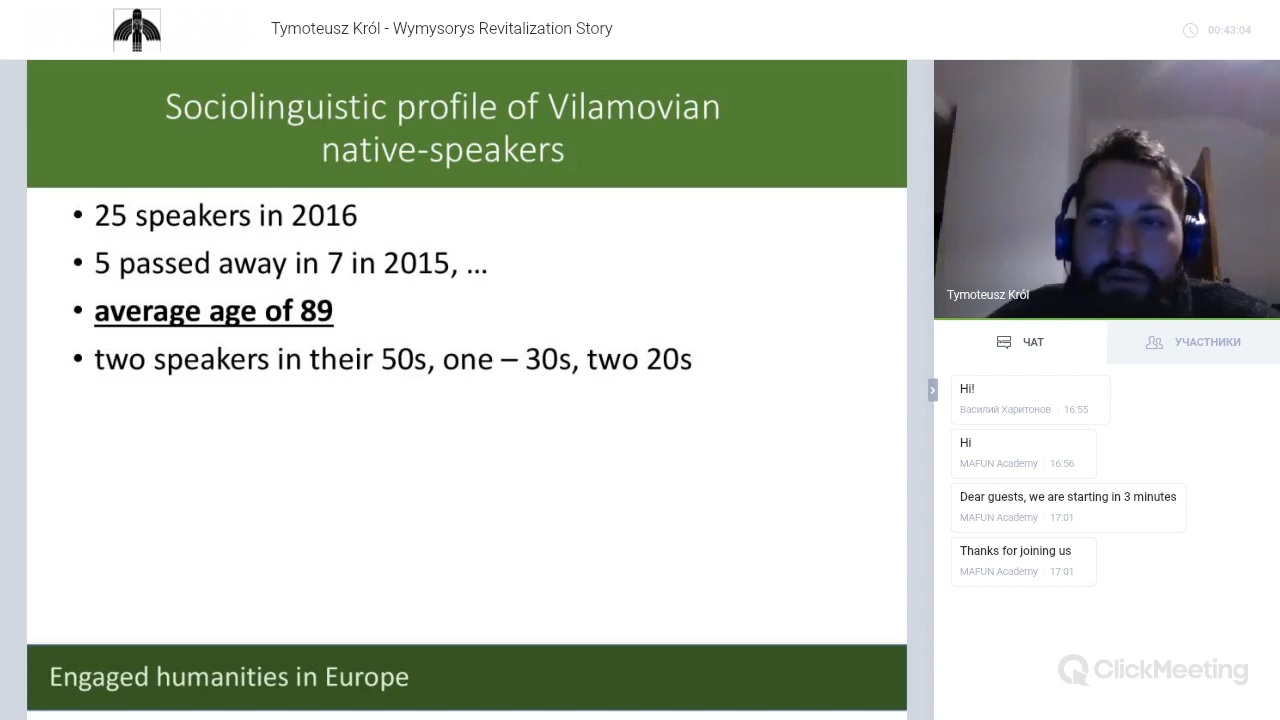 Tymoteusz Król - Wymysorys Revitalization Story
00:43:04
Sociolinguistic profile of Vilamovian
native-speakers
• 25 speakers in 2016
• 5 passed away in 7 in 2015, ...
• average age of 89
• two speakers in their 50s, one – 30s, two 20s
Engaged humanities in Europe
Tymoteusz Król
ЧАТ
УЧАСТНИКИ
Hi!
Василий Харитонов · 16:55
Hi
MAFUN Academy · 16:56
Dear guests, we are starting in 3 minutes
MAFUN Academy · 17:01
Thanks for joining us
MAFUN Academy · 17:01
ClickMeeting